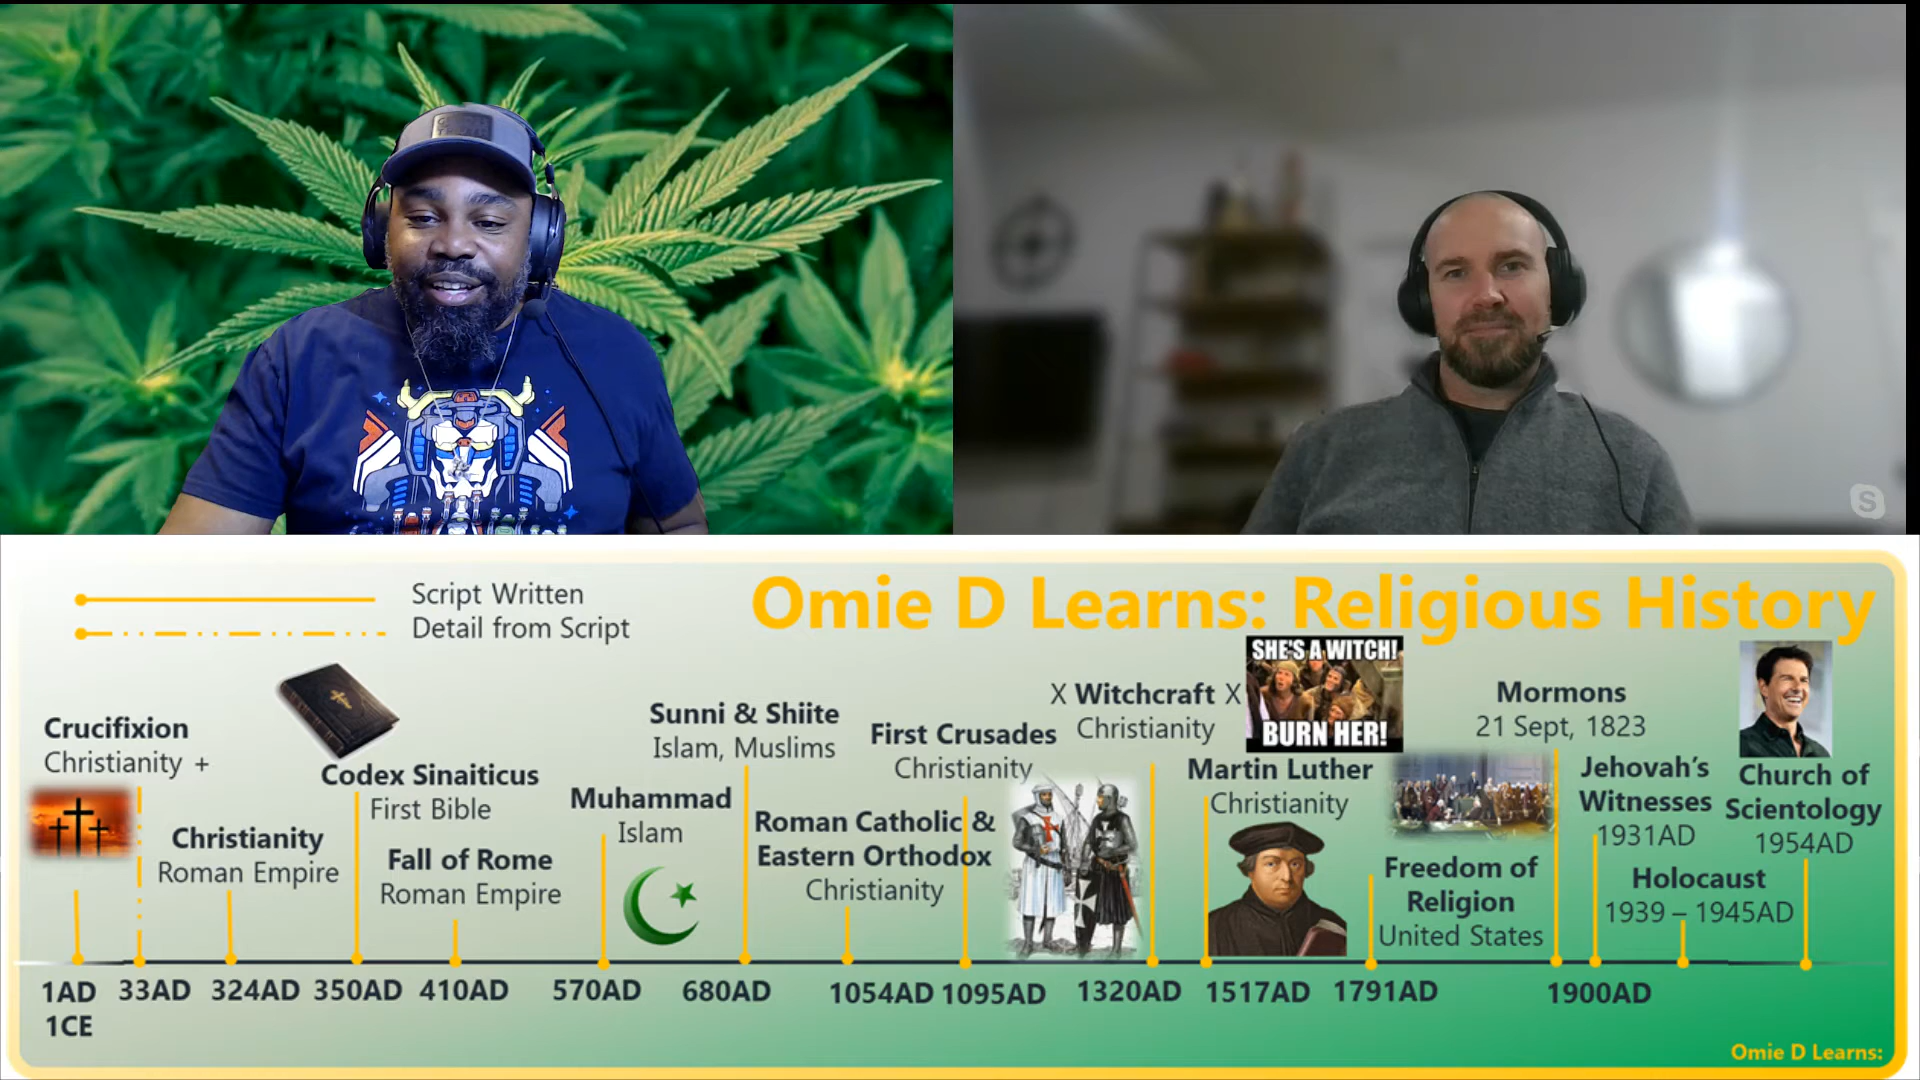 S
Script Written
Detail from Script
Omie D Learns: Religious History
Crucifixion
Christianity +
Christianity
Roman Empire
Codex Sinaiticus
First Bible
Fall of Rome
Roman Empire
Muhammad
Islam
Sunni & Shiite
Islam, Muslims
Roman Catholic &
Eastern Orthodox
Christianity
First Crusades
Christianity
X Witchcraft X
Christianity
SHE'S A WITCH!
BURN HER!
Martin Luther
Christianity
Freedom of
Religion
United States
Mormons
21 Sept, 1823
Jehovah's
Witnesses
1931AD
Holocaust
1939 – 1945AD
Church of
Scientology
1954AD
1AD
1CE
33AD
324AD
350AD
410AD
570AD
680AD
1054AD
1095AD
1320AD
1517AD
1791AD
1900AD
Omie D Learns: